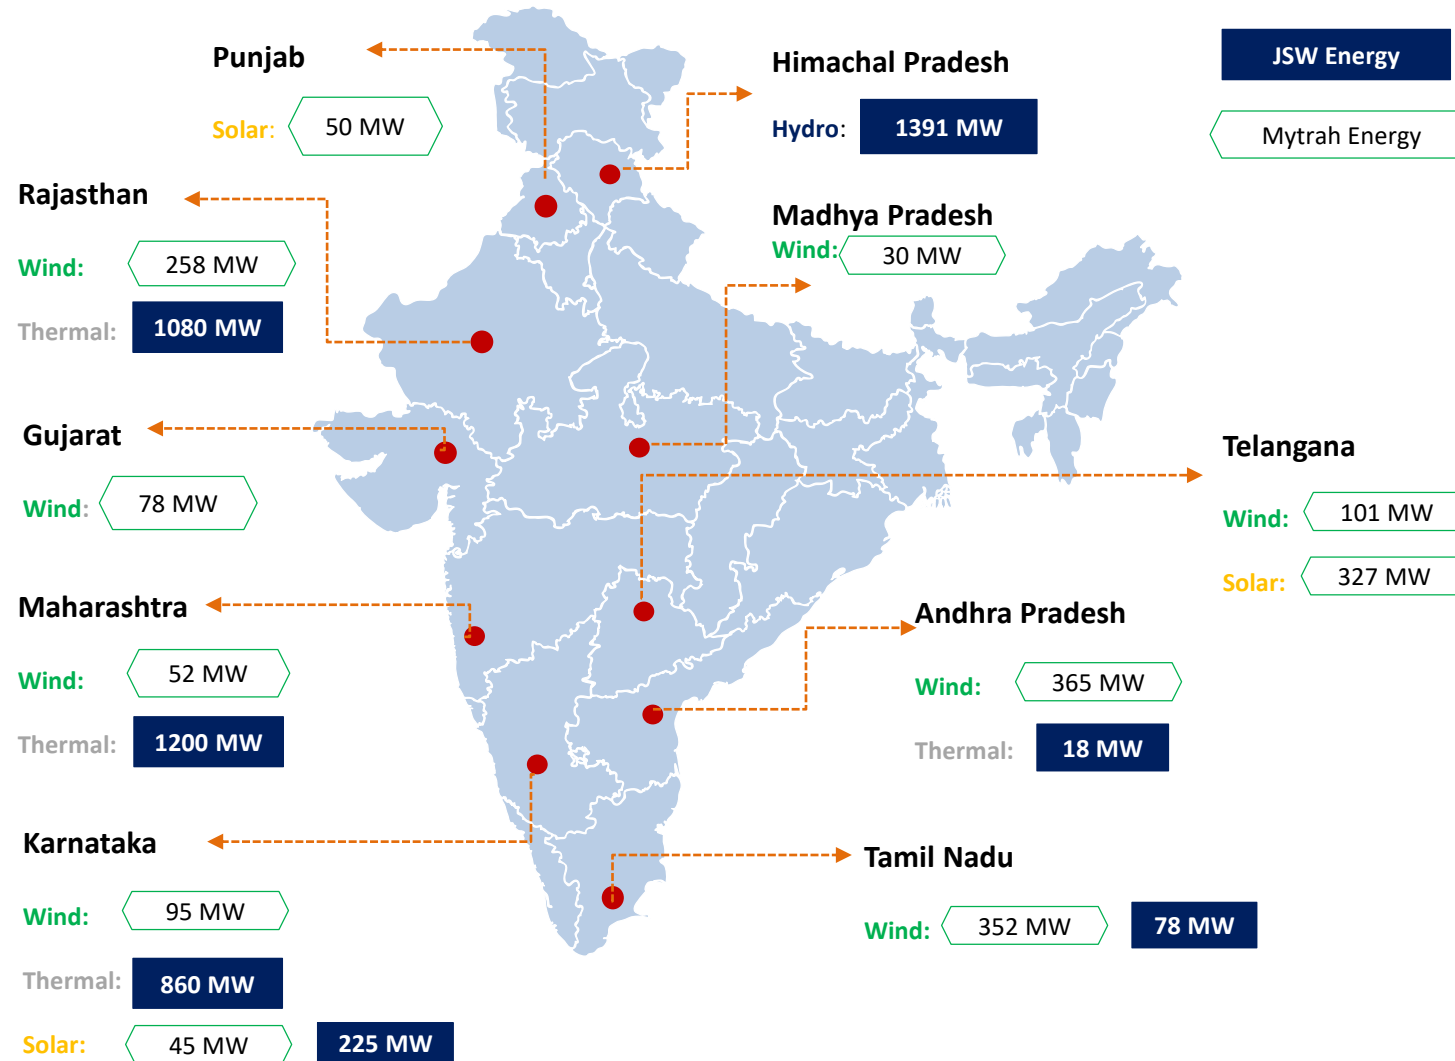 JSW Energy
Mytrah Energy
Punjab
Solar: 50 MW
Himachal Pradesh
Hydro: 1391 MW
Rajasthan
Wind: 258 MW
Thermal: 1080 MW
Madhya Pradesh
Wind: 30 MW
Gujarat
Wind: 78 MW
Telangana
Wind: 101 MW
Solar: 327 MW
Maharashtra
Wind: 52 MW
Thermal: 1200 MW
Andhra Pradesh
Wind: 365 MW
Thermal: 18 MW
Karnataka
Wind: 95 MW
Thermal: 860 MW
Solar: 45 MW 225 MW
Tamil Nadu
Wind: 352 MW 78 MW